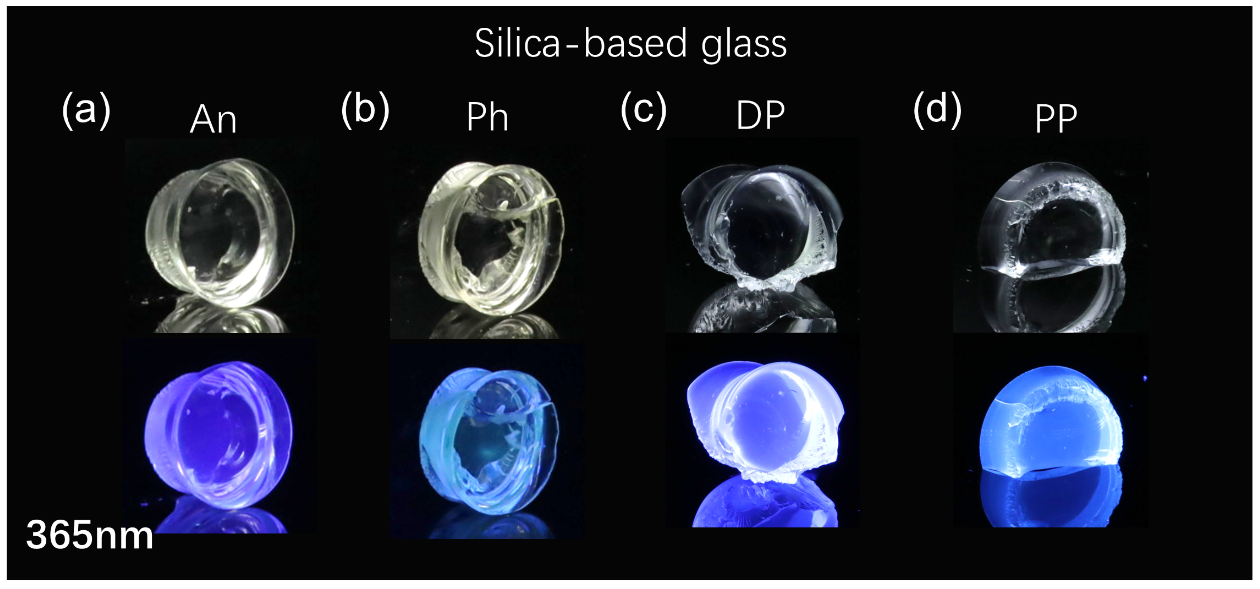 Silica-based glass
(a) An (b) Ph (c) DP (d) PP
365nm